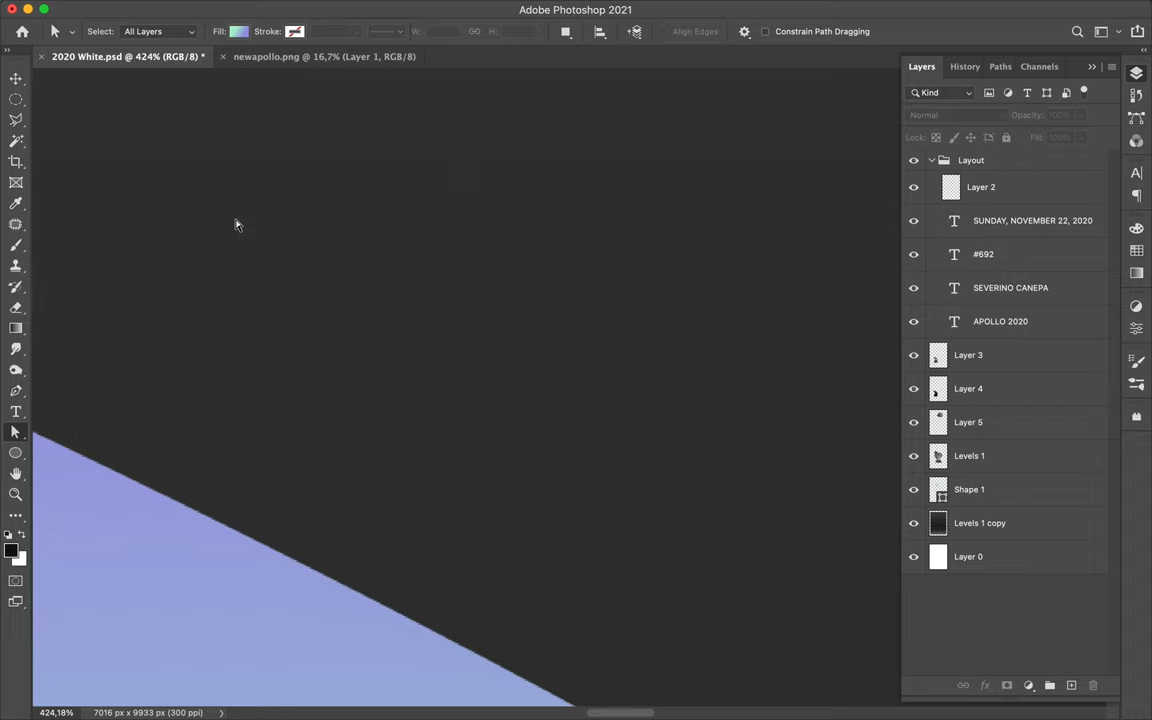 Adobe Photoshop 2021
Select: All Layers Fill: Stroke: W: H: Align Edges Constrain Path Dragging
2020 White.psd @ 424% (RGB/8) * newapollo.png @ 16,7% (Layer 1, RGB/8)
Layers History Paths Channels
Kind
Normal Opacity: 100%
Lock: Fill: 100%
Layout
Layer 2
SUNDAY, NOVEMBER 22, 2020
#692
SEVERINO CANEPA
APOLLO 2020
Layer 3
Layer 4
Layer 5
Levels 1
Shape 1
Levels 1 copy
Layer 0
424,18% 7016 px x 9933 px (300 ppi)